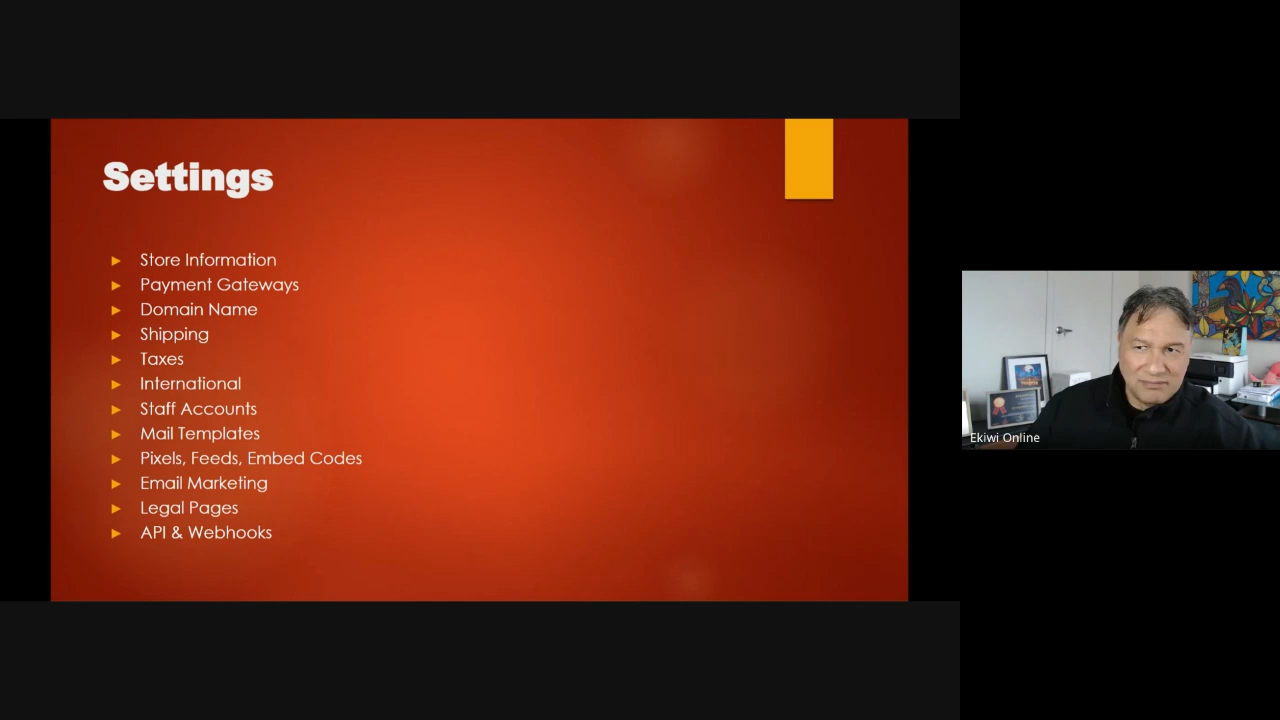 Settings
Store Information
Payment Gateways
Domain Name
Shipping
Taxes
International
Staff Accounts
Mail Templates
Pixels, Feeds, Embed Codes
Email Marketing
Legal Pages
API & Webhooks
Ekiwi Online